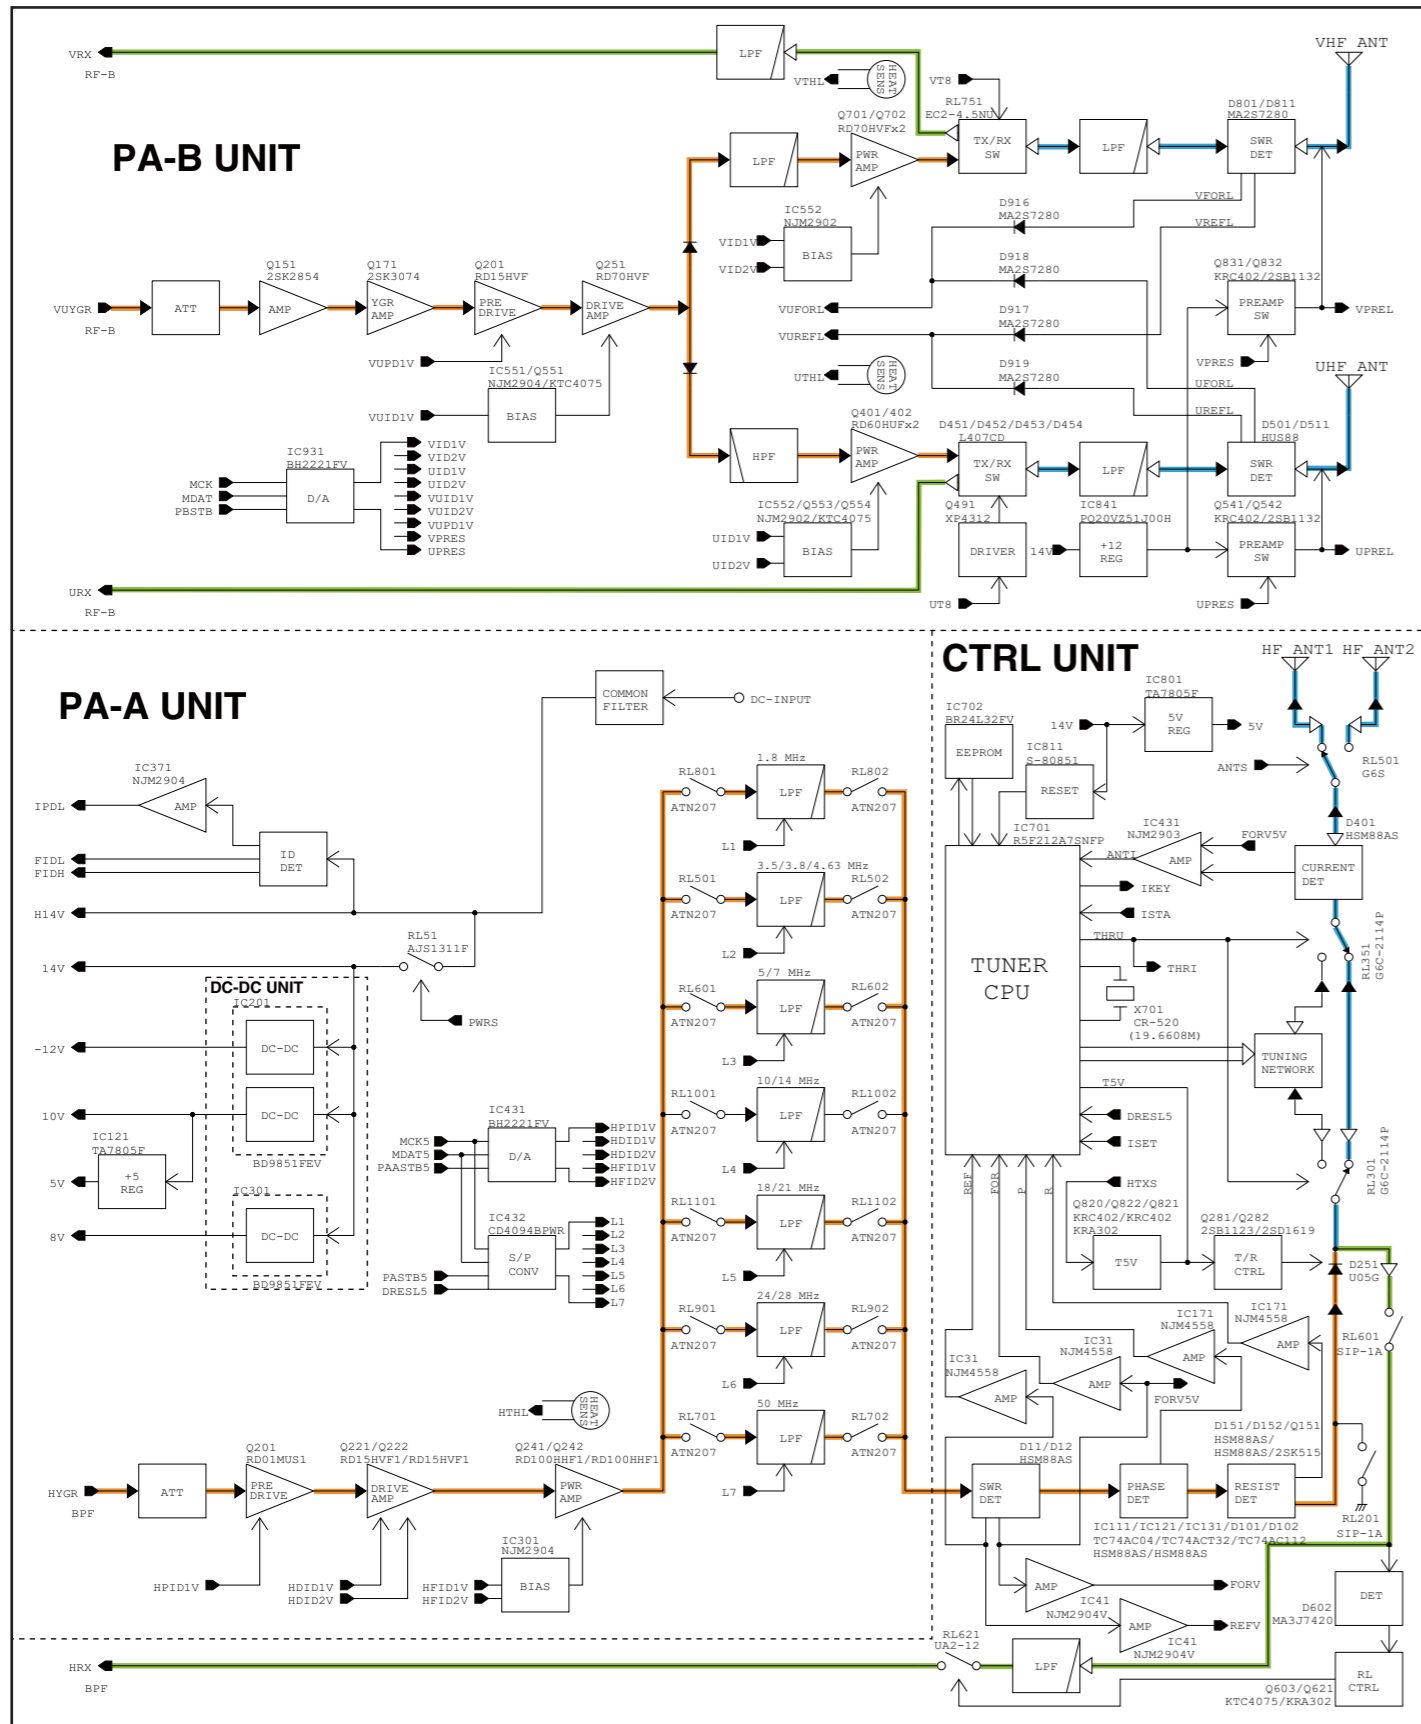 VRX
RF-B
LPF
VTHL
HEAT
SENS
VT8
RL751
EC2-4.5NU
TX/RX
SW
LPF
D801/D811
MA2S7280
SWR
DET
VHF ANT
PA-B UNIT
LPF
Q701/Q702
RD70HVFx2
PWR
AMP
IC552
NJM2902
BIAS
VID1V
VID2V
D916
MA2S7280
D918
MA2S7280
D917
MA2S7280
D919
MA2S7280
VFORL
VREFL
UFORL
UREFL
VUFORL
VUREFL
UTHL
HEAT
SENS
Q831/Q832
KRC402/2SB1132
PREAMP
SW
VPREL
VPRES
UHF ANT
VUYGR
RF-B
ATT
Q151
2SK2854
AMP
Q171
2SK3074
YGR
AMP
Q201
RD15HVF
PRE
DRIVE
Q251
RD70HVF
DRIVE
AMP
VUPD1V
IC551/Q551
NJM2904/KTC4075
BIAS
VUID1V
IC931
BH2221FV
D/A
MCK
MDAT
PBSTB
VID1V
VID2V
UID1V
UID2V
VUID1V
VUID2V
VUPD1V
VPRES
UPRES
HPF
Q401/402
RD60HUFx2
PWR
AMP
IC552/Q553/Q554
NJM2902/KTC4075
BIAS
UID1V
UID2V
D451/D452/D453/D454
L407CD
TX/RX
SW
LPF
D501/D511
HUS88
SWR
DET
Q491
XP4312
DRIVER
UT8
14V
IC841
PQ20VZ51J00H
+12
REG
Q541/Q542
KRC402/2SB1132
PREAMP
SW
UPREL
UPRES
URX
RF-B
PA-A UNIT
COMMON
FILTER
DC-INPUT
IC371
NJM2904
AMP
IPDL
FIDL
FIDH
ID
DET
H14V
14V
RL51
AJS1311F
PWRS
DC-DC UNIT
IC201
DC-DC
-12V
DC-DC
10V
BD9851FEV
IC121
TA7805F
+5
REG
5V
IC301
DC-DC
8V
BD9851FEV
IC431
BH2221FV
D/A
MCK5
MDAT5
PAASTB5
HPID1V
HDID1V
HDID2V
HFID1V
HFID2V
IC432
CD4094BPWR
S/P
CONV
PASTB5
DRESL5
L1
L2
L3
L4
L5
L6
L7
RL801
ATN207
1.8 MHz
LPF
RL802
ATN207
L1
RL501
ATN207
3.5/3.8/4.63 MHz
LPF
RL502
ATN207
L2
RL601
ATN207
5/7 MHz
LPF
RL602
ATN207
L3
RL1001
ATN207
10/14 MHz
LPF
RL1002
ATN207
L4
RL1101
ATN207
18/21 MHz
LPF
RL1102
ATN207
L5
RL901
ATN207
24/28 MHz
LPF
RL902
ATN207
L6
RL701
ATN207
50 MHz
LPF
RL702
ATN207
L7
HTHL
HEAT
SENS
HYGR
BPF
ATT
Q201
RD01MUS1
PRE
DRIVE
Q221/Q222
RD15HVF1/RD15HVF1
DRIVE
AMP
Q241/Q242
RD100HHF1/RD100HHF1
PWR
AMP
HPID1V
HDID1V
HDID2V
IC301
NJM2904
BIAS
HFID1V
HFID2V
CTRL UNIT
HF ANT1
HF ANT2
RL501
G6S
ANTS
IC801
TA7805F
5V
REG
14V
5V
IC702
BR24L32FV
EEPROM
IC811
S-80851
RESET
IC701
R5F212A7SNFP
TUNER
CPU
IC431
NJM2903
AMP
ANTI
FORV5V
D401
HSM88AS
CURRENT
DET
IKEY
ISTA
THRU
THRI
X701
CR-520
(19.6608M)
RL351
G6C-2114P
TUNING
NETWORK
T5V
DRESL5
ISET
RL301
G6C-2114P
REF
FOR
P
R
HTXS
Q820/Q822/Q821
KRC402/KRC402
KRA302
T5V
Q281/Q282
2SB1123/2SD1619
T/R
CTRL
D251
U05G
RL601
SIP-1A
IC171
NJM4558
AMP
IC171
NJM4558
AMP
IC31
NJM4558
AMP
IC31
NJM4558
AMP
FORV5V
D11/D12
HSM88AS
SWR
DET
PHASE
DET
D151/D152/Q151
HSM88AS/
HSM88AS/2SK515
RESIST
DET
IC111/IC121/IC131/D101/D102
TC74AC04/TC74ACT32/TC74AC112
HSM88AS/HSM88AS
RL201
SIP-1A
AMP
IC41
NJM2904V
FORV
AMP
IC41
NJM2904V
REFV
D602
MA3J7420
DET
RL
CTRL
Q603/Q621
KTC4075/KRA302
RL621
UA2-12
LPF
HRX
BPF